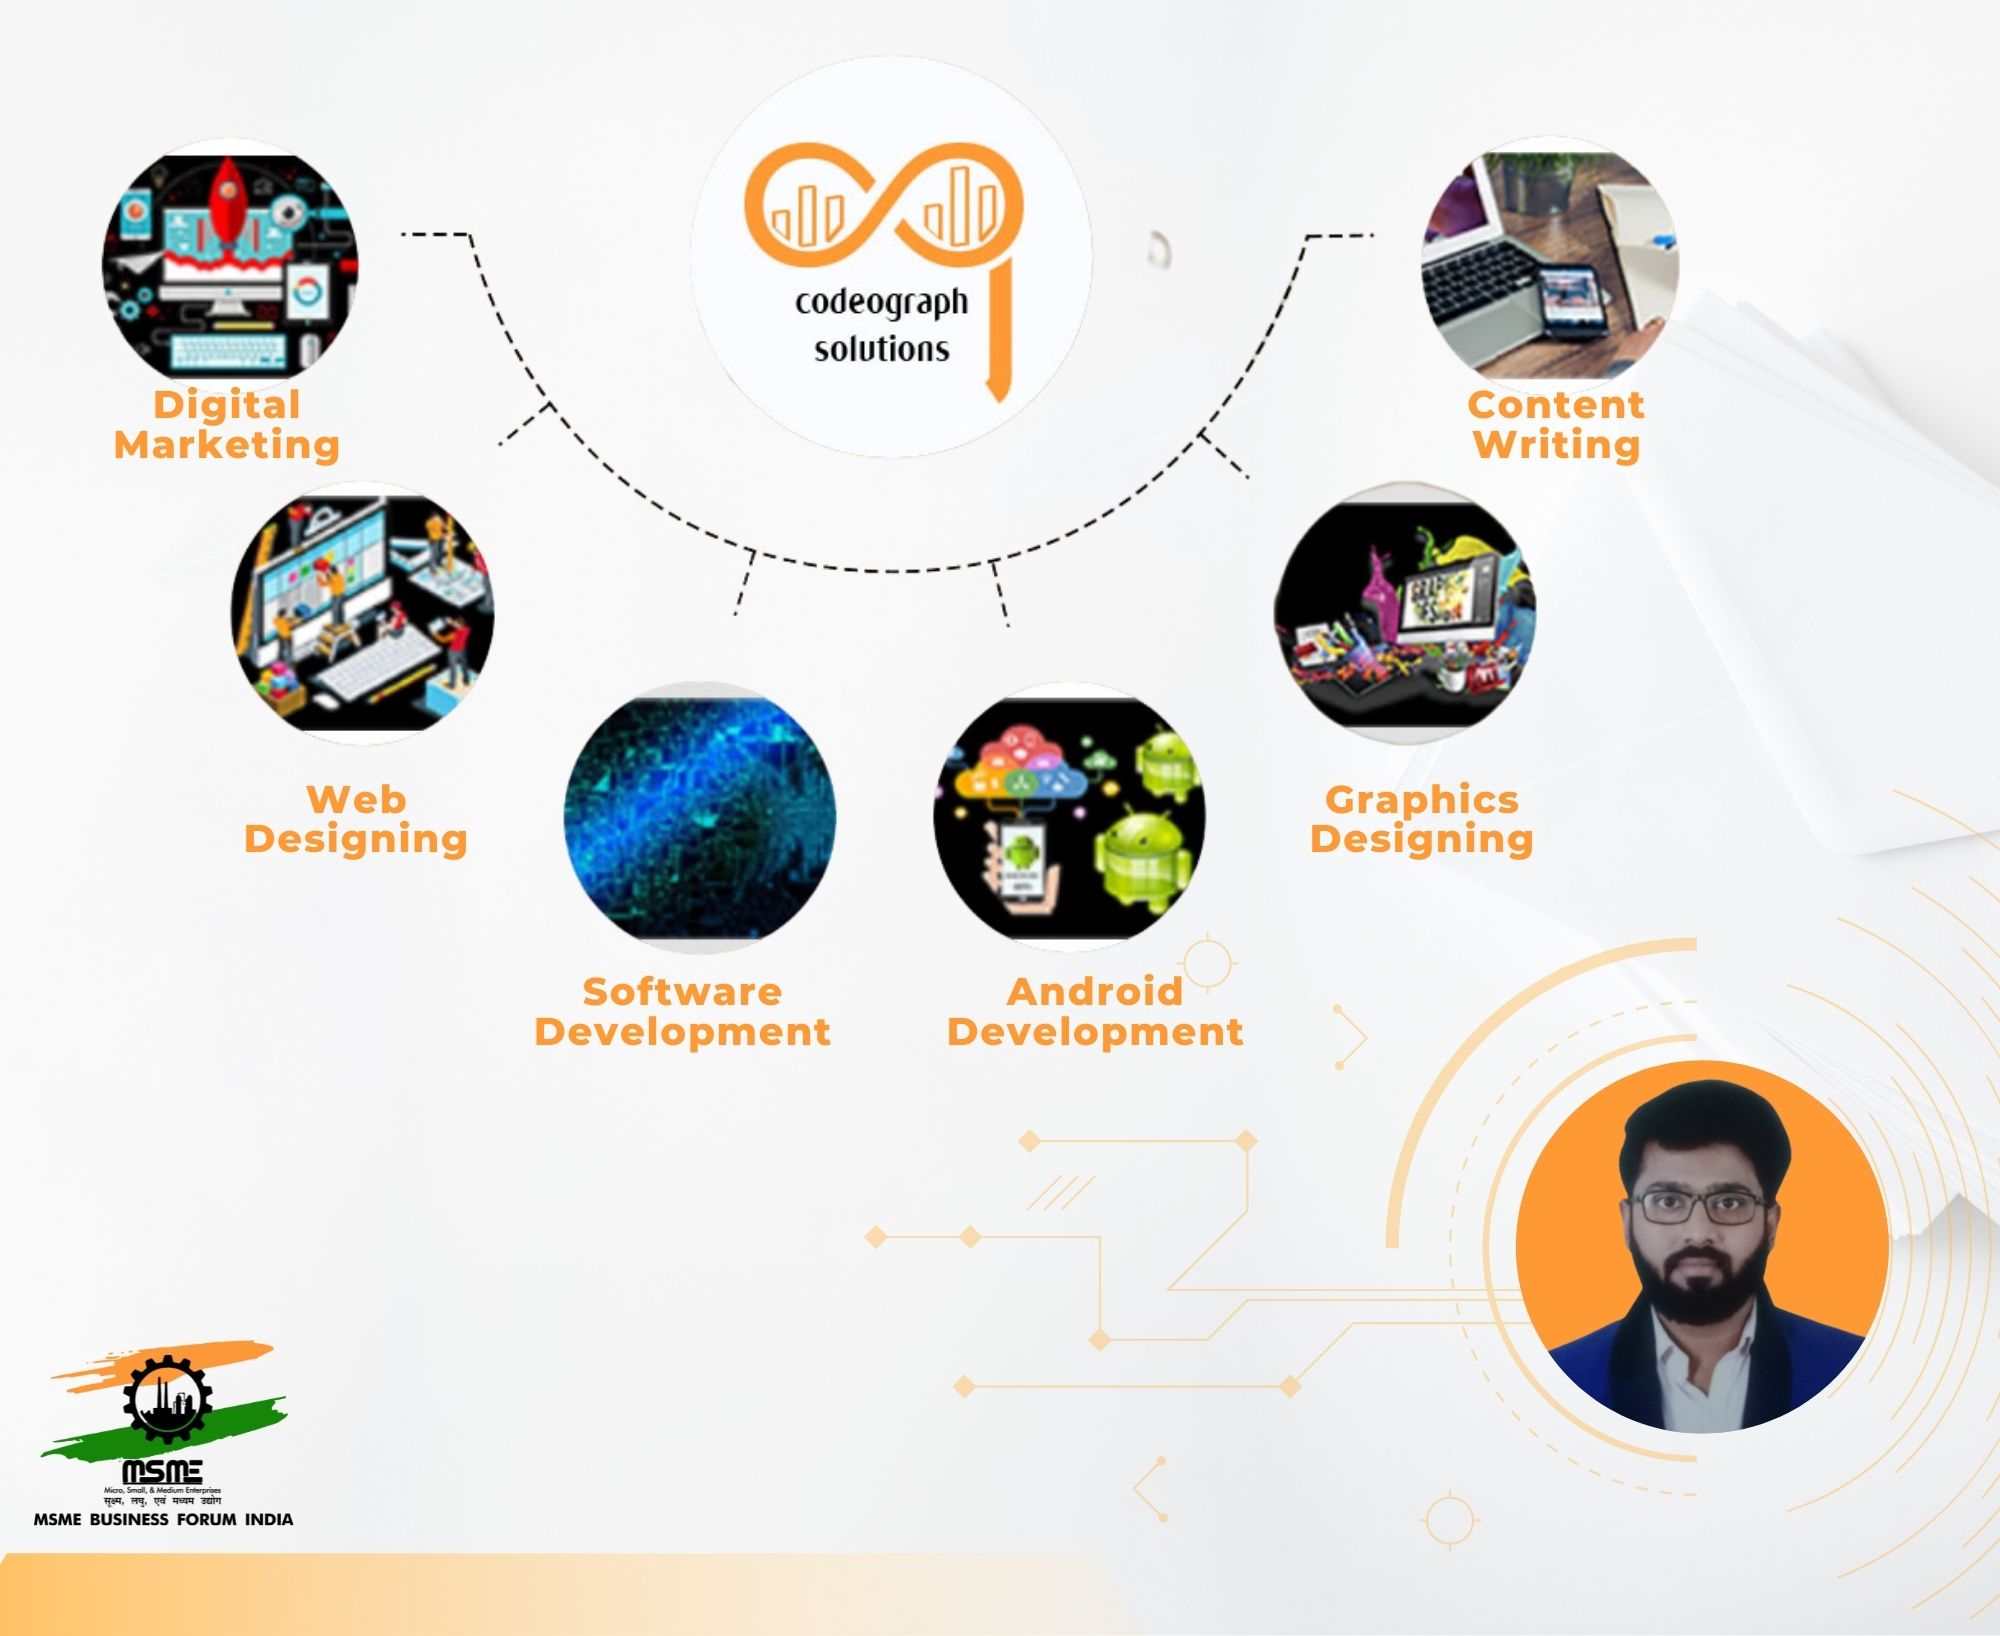 codeograph
solutions
Digital
Marketing
Content
Writing
Web
Designing
Graphics
Designing
Software
Development
Android
Development
MSME
Micro, Small, & Medium Enterprises
सूक्ष्म, लघु, एवं मध्यम उद्योग
MSME BUSINESS FORUM INDIA